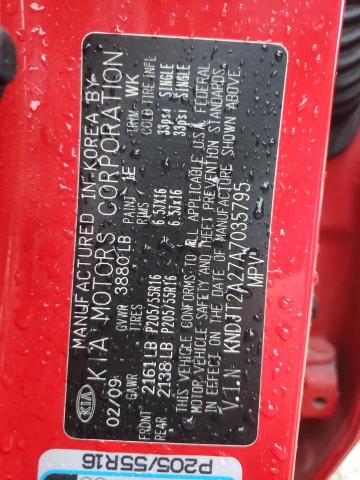 MANUFACTURED IN KOREA BY
KIA MOTORS CORPORATION
KIA
02/09 GVWR 3880LB PAINT 1E TRIM WK
GAWR TIRES RIMS COLD TIRE INFL
FRONT 2161LB P205/55R16 6.5JX16 33psi SINGLE
REAR 2138LB P205/55R16 6.5JX16 33psi SINGLE
THIS VEHICLE CONFORMS TO ALL APPLICABLE U.S.A. FEDERAL
MOTOR VEHICLE SAFETY AND THEFT PREVENTION STANDARDS
IN EFFECT ON THE DATE OF MANUFACTURE SHOWN ABOVE.
V.I.N KNDJT2A27A7035795
MPV
P205/55R16